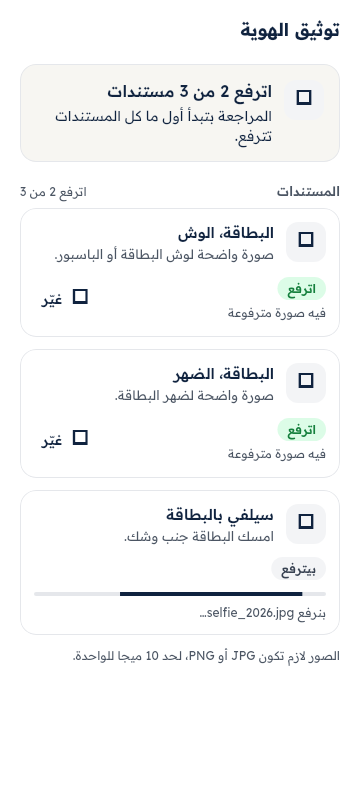 توثيق الهوية
اترفع 2 من 3 مستندات
المراجعة بتبدأ أول ما كل المستندات
تترفع.
المستندات
اترفع 2 من 3
البطاقة، الوش
صورة واضحة لوش البطاقة أو الباسبور.
اترفع
فيه صورة مترفوعة
غيّر
البطاقة، الضهر
صورة واضحة لضهر البطاقة.
اترفع
فيه صورة مترفوعة
غيّر
سيلفي بالبطاقة
امسك البطاقة جنب وشك.
بيترفع
بنرفع selfie_2026.jpg…
الصور لازم تكون JPG أو PNG، لحد 10 ميجا للواحدة.